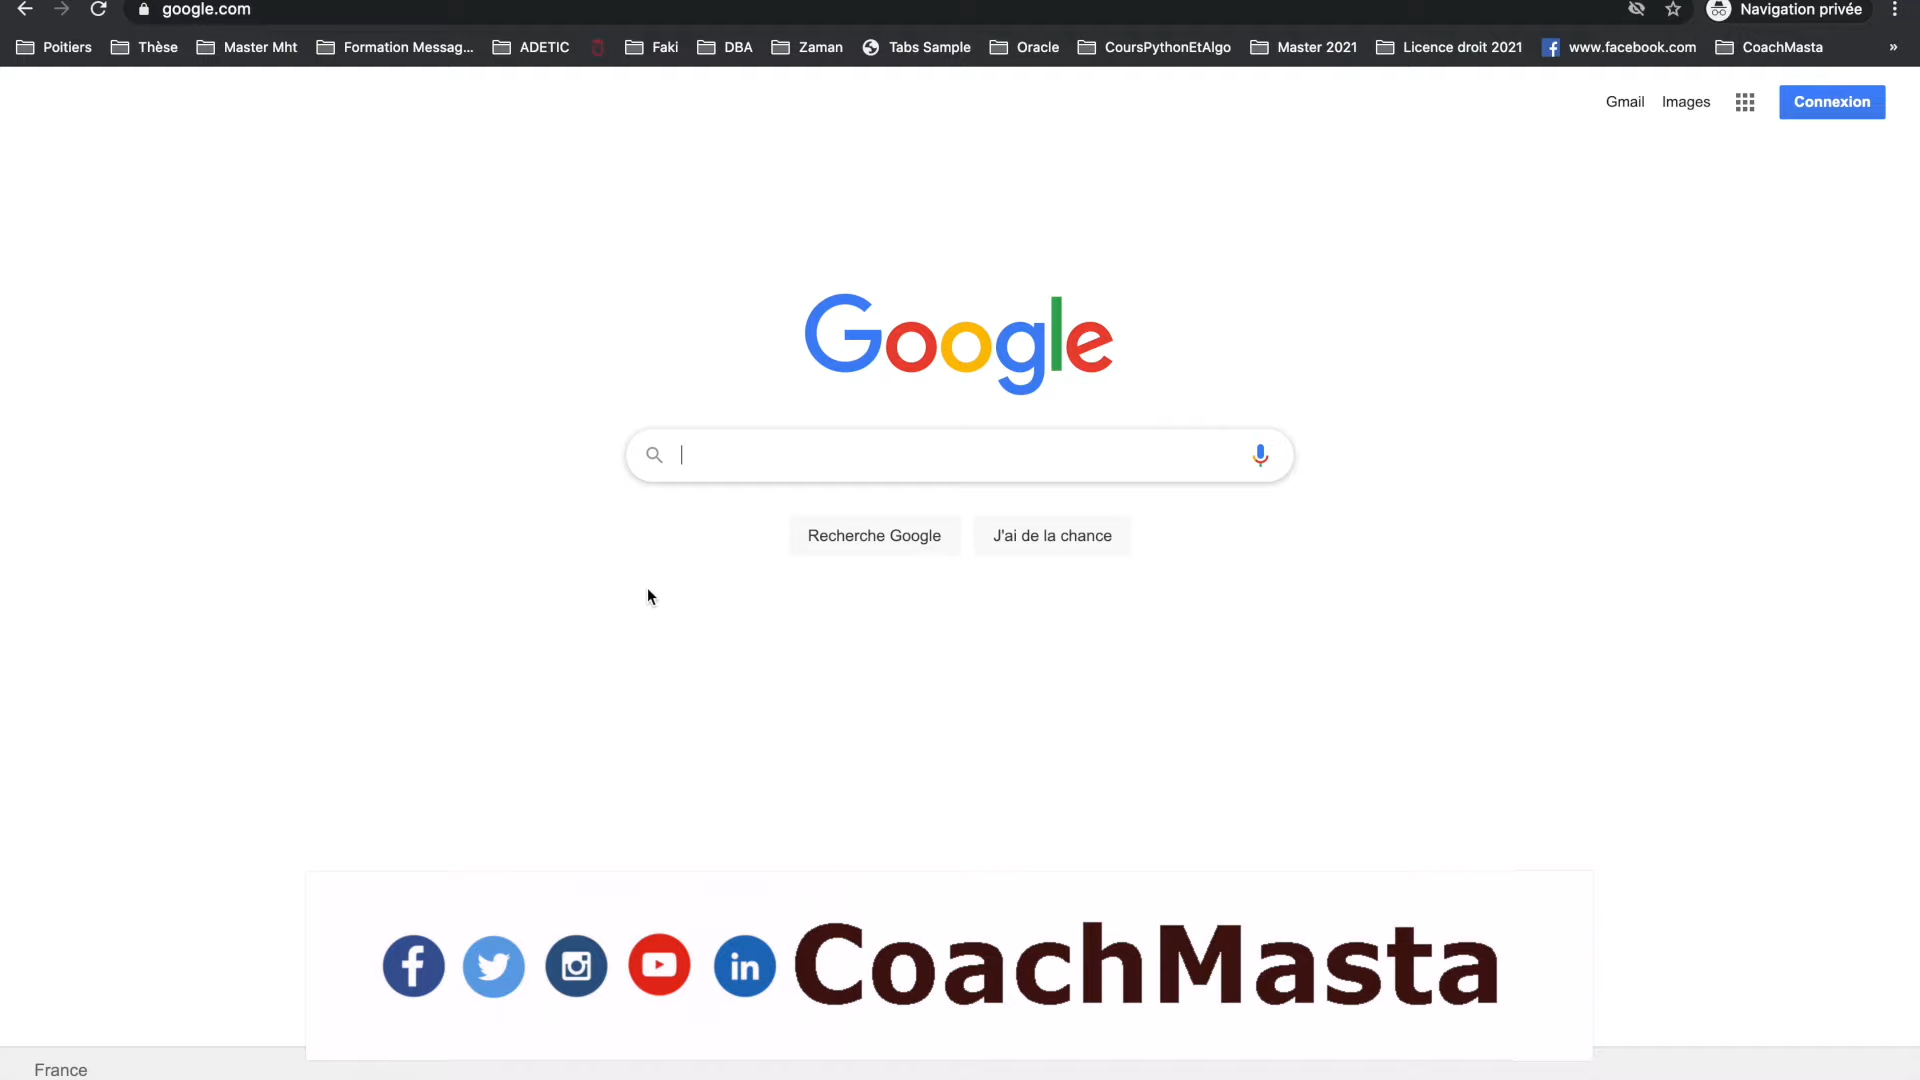 google.com
Navigation privée
Poitiers Thèse Master Mht Formation Messag... ADETIC Faki DBA Zaman Tabs Sample Oracle CoursPythonEtAlgo Master 2021 Licence droit 2021 www.facebook.com CoachMasta »
Gmail Images Connexion
Google
Recherche Google J'ai de la chance
CoachMasta
France